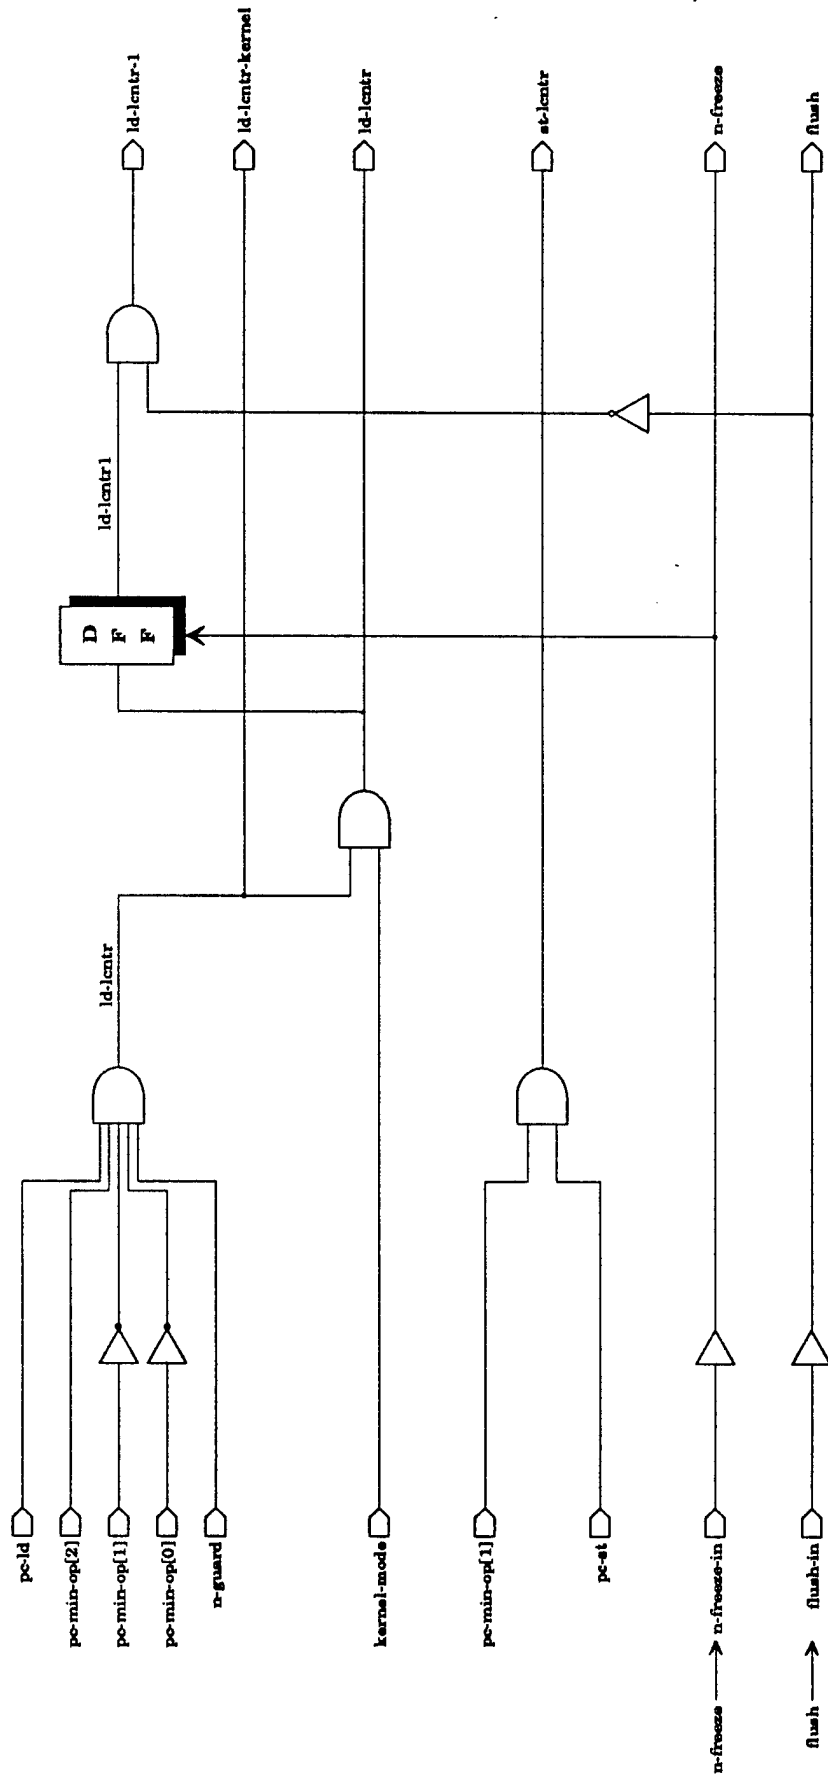 ld-lcntr-1
ld-lcntr-kernel
ld-lcntr
st-lcntr
n-freeze
flush
ld-lcntr1
D
F
F
ld-lcntr
pc-ld
pc-min-op[2]
pc-min-op[1]
pc-min-op[0]
n-guard
kernel-mode
pc-min-op[1]
pc-st
n-freeze n-freeze-in
flush flush-in